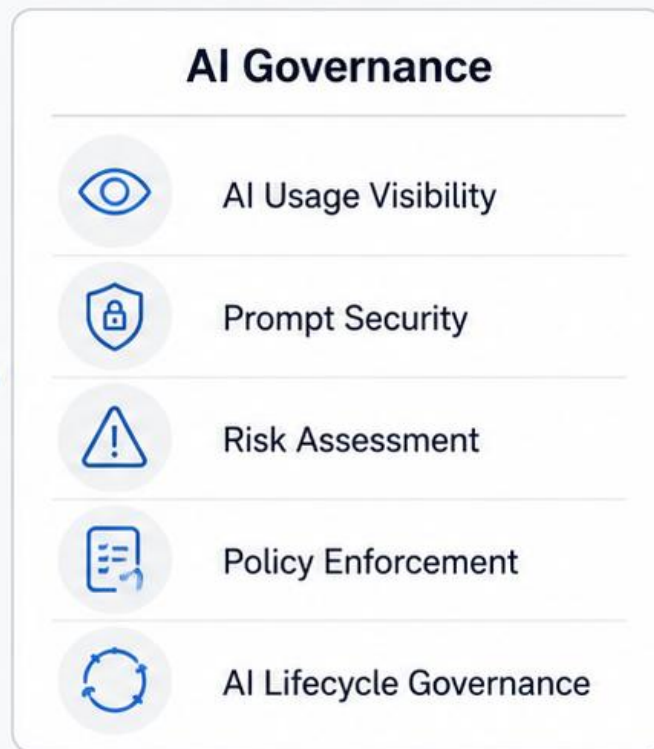 AI Governance
AI Usage Visibility
Prompt Security
Risk Assessment
Policy Enforcement
AI Lifecycle Governance